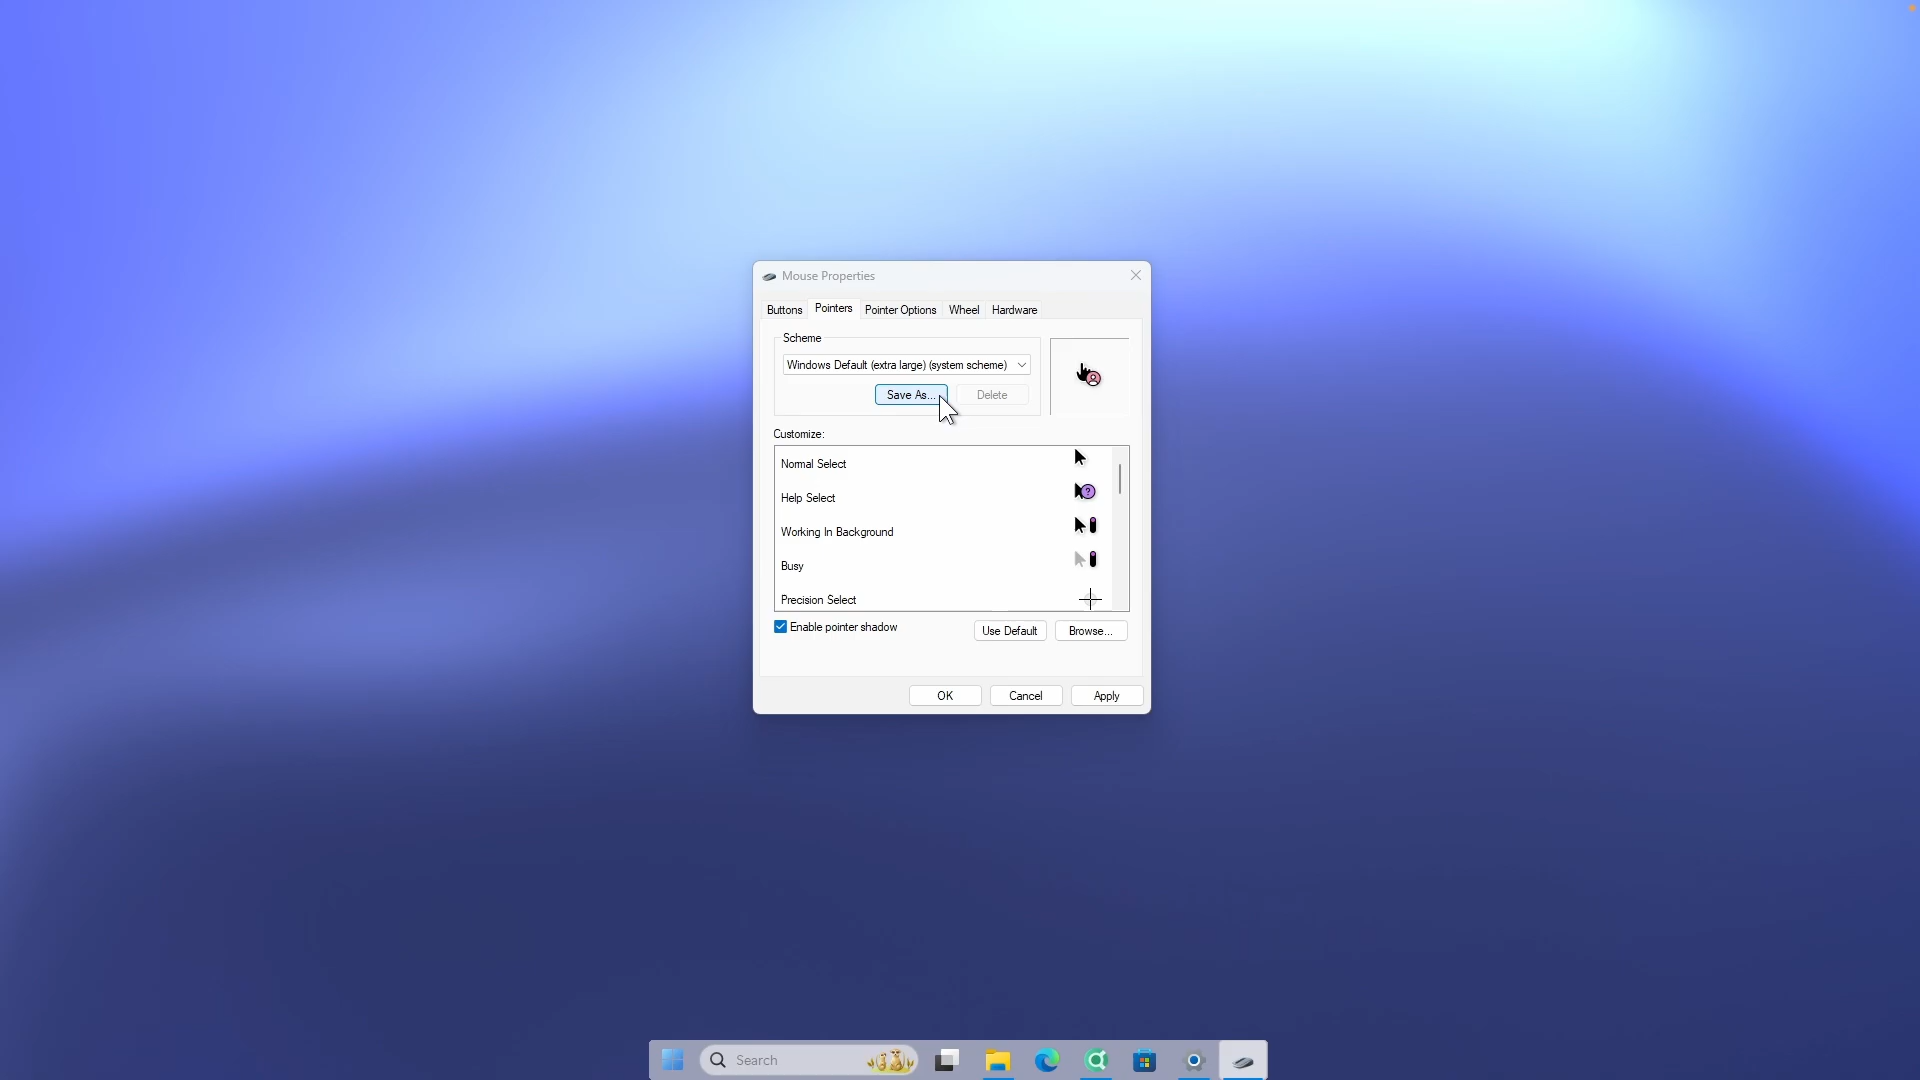 Mouse Properties
Buttons Pointers Pointer Options Wheel Hardware
Scheme
Windows Default (extra large) (system scheme)
Save As... Delete
Customize:
Normal Select
Help Select
Working In Background
Busy
Precision Select
Enable pointer shadow
Use Default Browse...
OK Cancel Apply
Search